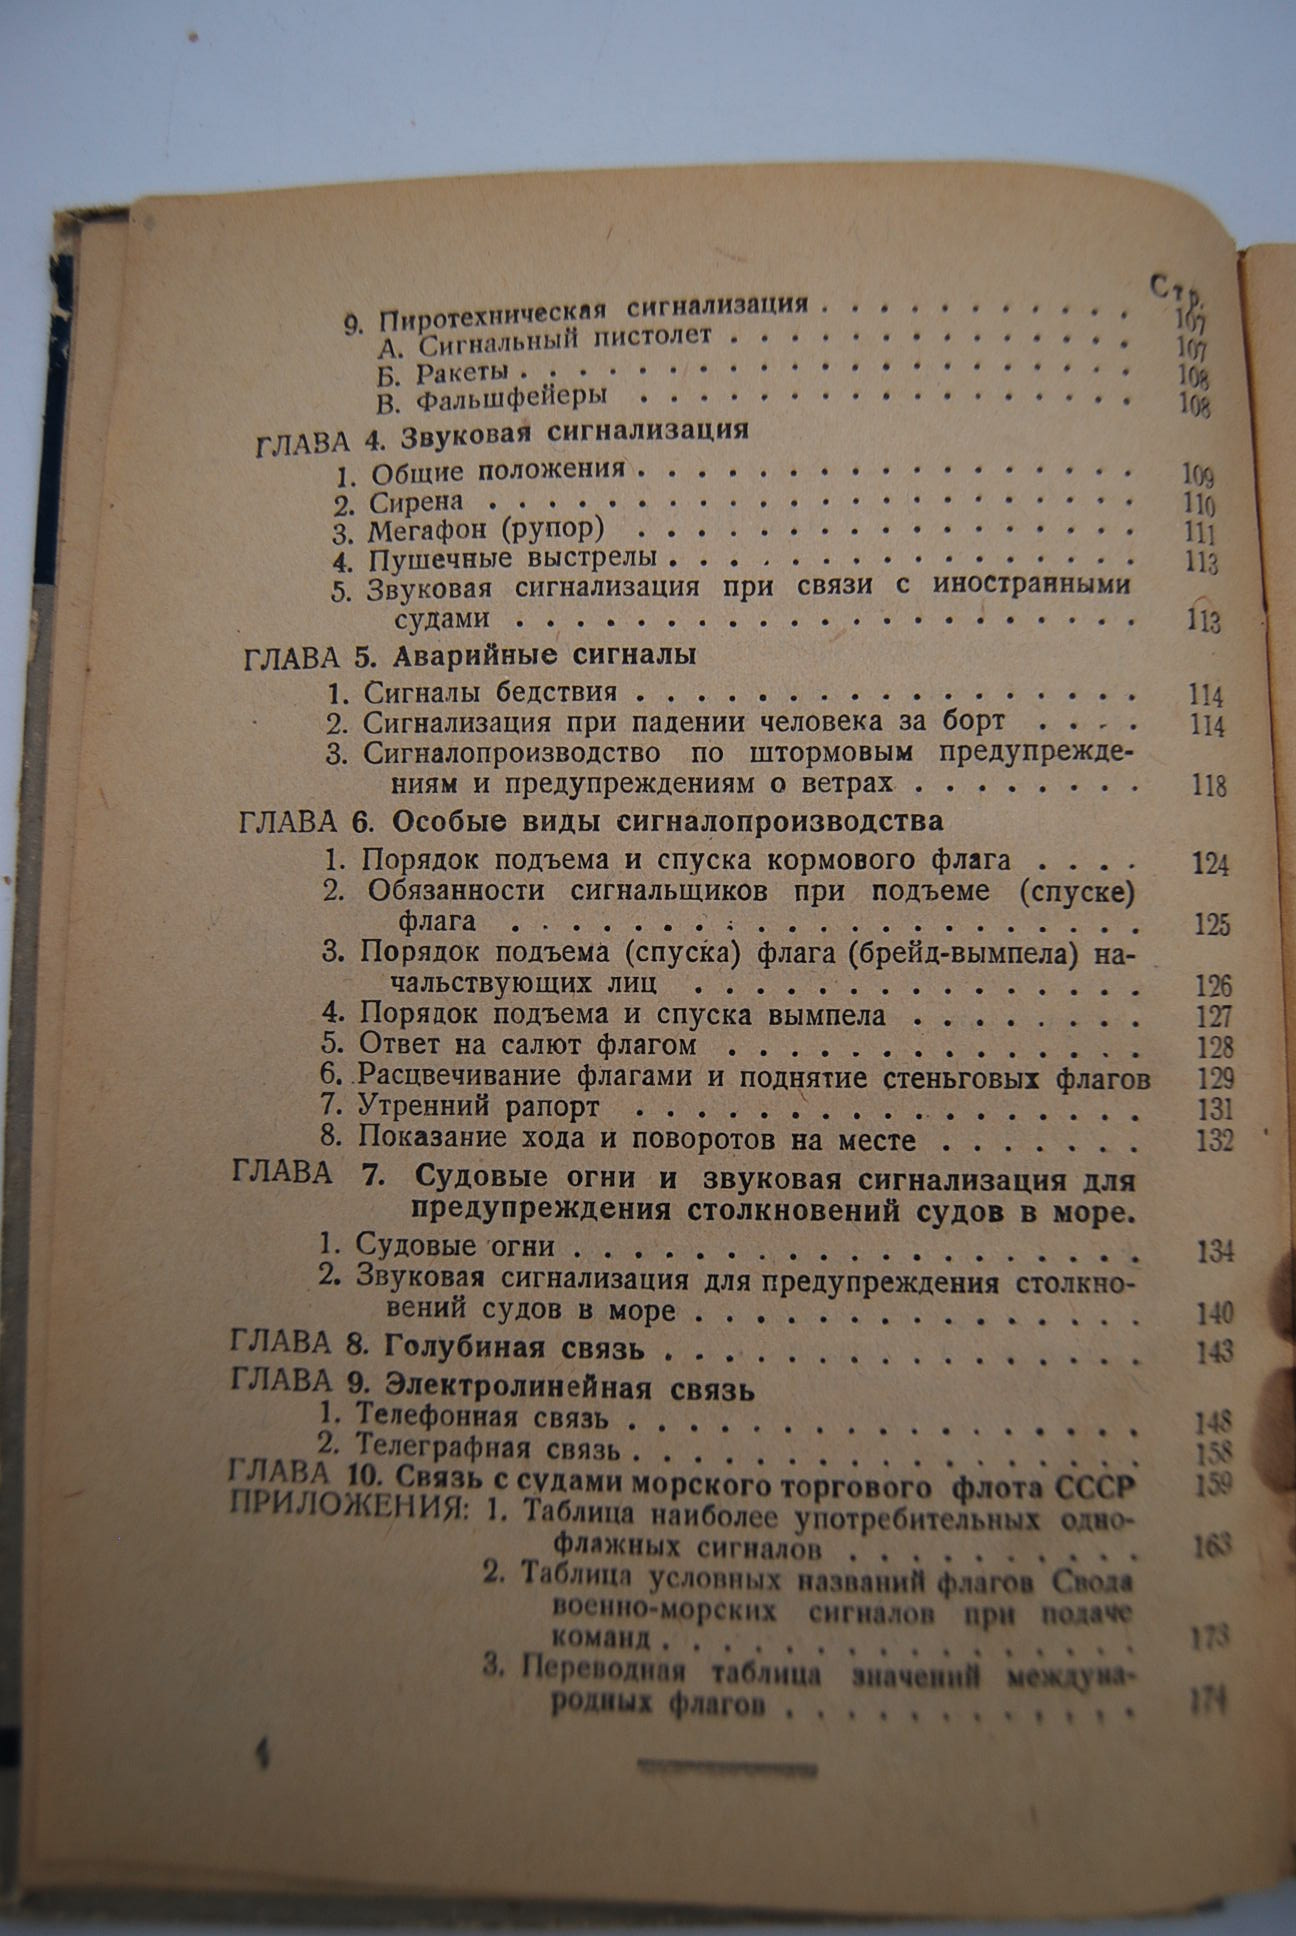 Стр.
9. Пиротехническая сигнализация . . . . . . . . . . . 107
А. Сигнальный пистолет . . . . . . . . . . . . . . 107
Б. Ракеты . . . . . . . . . . . . . . . . . . . . . 108
В. Фальшфейеры . . . . . . . . . . . . . . . . . 108
ГЛАВА 4. Звуковая сигнализация
1. Общие положения . . . . . . . . . . . . . . . . . 109
2. Сирена . . . . . . . . . . . . . . . . . . . . . . 110
3. Мегафон (рупор) . . . . . . . . . . . . . . . . . 111
4. Пушечные выстрелы . . . . . . . . . . . . . . . . 113
5. Звуковая сигнализация при связи с иностранными
судами . . . . . . . . . . . . . . . . . . . . . 113
ГЛАВА 5. Аварийные сигналы
1. Сигналы бедствия . . . . . . . . . . . . . . . . . 114
2. Сигнализация при падении человека за борт . . . . 114
3. Сигналопроизводство по штормовым предупрежде-
ниям и предупреждениям о ветрах . . . . . . . . 118
ГЛАВА 6. Особые виды сигналопроизводства
1. Порядок подъема и спуска кормового флага . . . . 124
2. Обязанности сигнальщиков при подъеме (спуске)
флага . . . . . . . . . . . . . . . . . . . . . 125
3. Порядок подъема (спуска) флага (брейд-вымпела) на-
чальствующих лиц . . . . . . . . . . . . . . . 126
4. Порядок подъема и спуска вымпела . . . . . . . . 127
5. Ответ на салют флагом . . . . . . . . . . . . . . 128
6. Расцвечивание флагами и поднятие стеньговых флагов 129
7. Утренний рапорт . . . . . . . . . . . . . . . . . 131
8. Показание хода и поворотов на месте . . . . . . . 132
ГЛАВА 7. Судовые огни и звуковая сигнализация для
предупреждения столкновений судов в море.
1. Судовые огни . . . . . . . . . . . . . . . . . . . 134
2. Звуковая сигнализация для предупреждения столкно-
вений судов в море . . . . . . . . . . . . . . . 140
ГЛАВА 8. Голубиная связь . . . . . . . . . . . . . . . . 143
ГЛАВА 9. Электролинейная связь
1. Телефонная связь . . . . . . . . . . . . . . . . . 148
2. Телеграфная связь . . . . . . . . . . . . . . . . . 158
ГЛАВА 10. Связь с судами морского торгового флота СССР 159
ПРИЛОЖЕНИЯ: 1. Таблица наиболее употребительных одно-
флажных сигналов . . . . . . . . . . 163
2. Таблица условных названий флагов Свода
военно-морских сигналов при подаче
команд . . . . . . . . . . . . . . . . 173
3. Переводная таблица значений междуна-
родных флагов . . . . . . . . . . . . 174
4